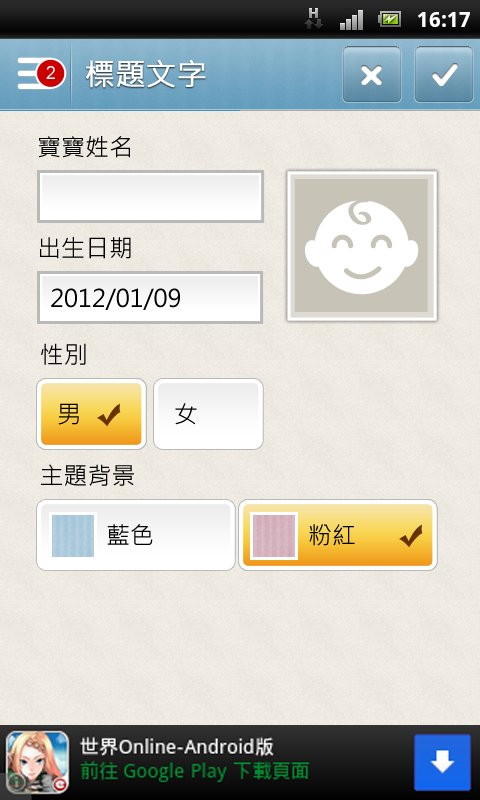 H 16:17
2 標題文字
寶寶姓名
出生日期
2012/01/09
性別
男 女
主題背景
藍色 粉紅
世界Online-Android版
前往 Google Play 下載頁面